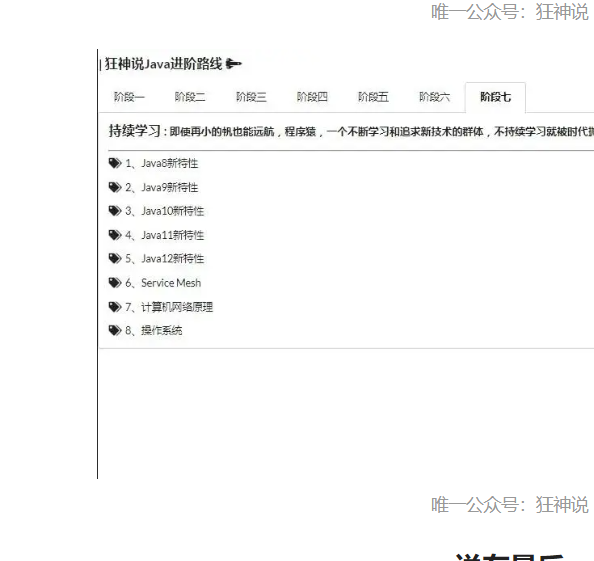 唯一公众号：狂神说
狂神说Java进阶路线
阶段一 阶段二 阶段三 阶段四 阶段五 阶段六 阶段七
持续学习：即使再小的帆也能远航，程序猿，一个不断学习和追求新技术的群体，不持续学习就被时代抛
1、Java8新特性
2、Java9新特性
3、Java10新特性
4、Java11新特性
5、Java12新特性
6、Service Mesh
7、计算机网络原理
8、操作系统
唯一公众号：狂神说